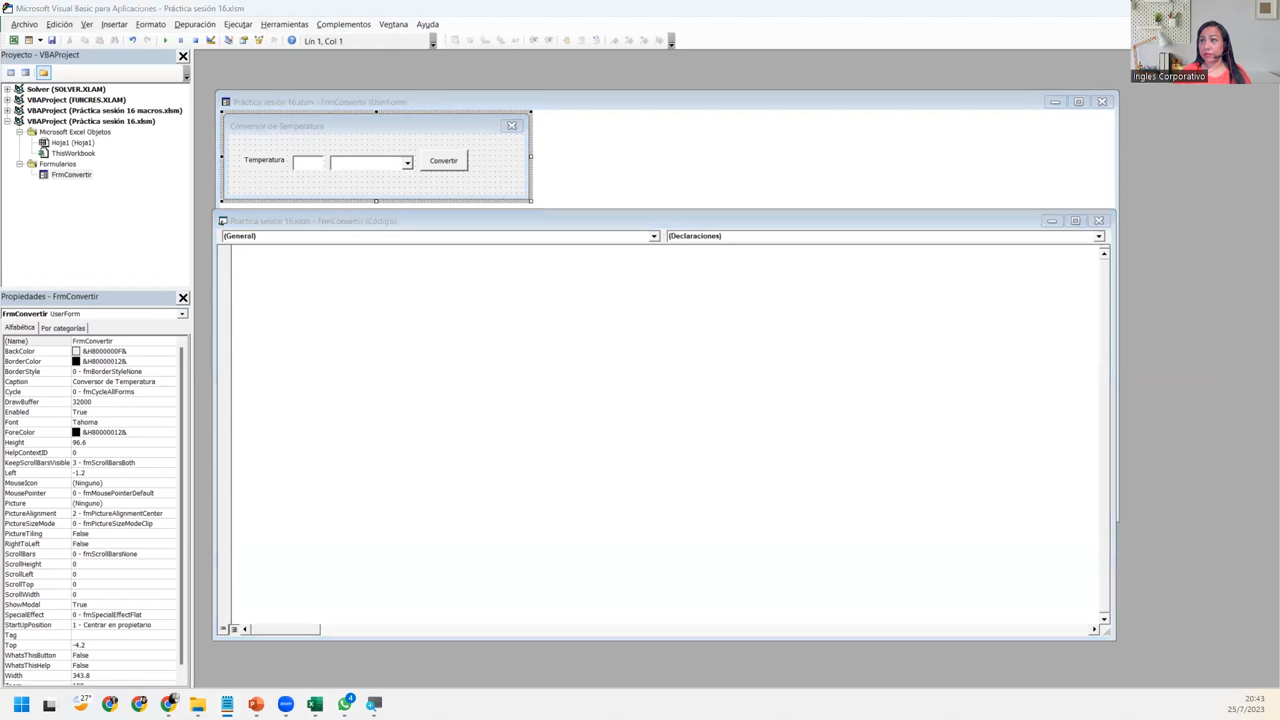 Microsoft Visual Basic para Aplicaciones - Práctica sesión 16.xlsm
Archivo Edición Ver Insertar Formato Depuración Ejecutar Herramientas Complementos Ventana Ayuda
Lín 1, Col 1
Proyecto - VBAProject
Solver (SOLVER.XLAM)
VBAProject (FUNCRES.XLAM)
VBAProject (Práctica sesión 16 macros.xlsm)
VBAProject (Práctica sesión 16.xlsm)
Microsoft Excel Objetos
Hoja1 (Hoja1)
ThisWorkbook
Formularios
FrmConvertir
Propiedades - FrmConvertir
FrmConvertir UserForm
Alfabética Por categorías
(Name) FrmConvertir
BackColor &H8000000F&
BorderColor &H80000012&
BorderStyle 0 - fmBorderStyleNone
Caption Conversor de Temperatura
Cycle 0 - fmCycleAllForms
DrawBuffer 32000
Enabled True
Font Tahoma
ForeColor &H80000012&
Height 96.6
HelpContextID 0
KeepScrollBarsVisible 3 - fmScrollBarsBoth
Left -1.2
MouseIcon (Ninguno)
MousePointer 0 - fmMousePointerDefault
Picture (Ninguno)
PictureAlignment 2 - fmPictureAlignmentCenter
PictureSizeMode 0 - fmPictureSizeModeClip
PictureTiling False
RightToLeft False
ScrollBars 0 - fmScrollBarsNone
ScrollHeight 0
ScrollLeft 0
ScrollTop 0
ScrollWidth 0
ShowModal True
SpecialEffect 0 - fmSpecialEffectFlat
StartUpPosition 1 - Centrar en propietario
Tag
Top -4.2
WhatsThisButton False
WhatsThisHelp False
Width 343.8
Práctica sesión 16.xlsm - FrmConvertir (UserForm)
Conversor de Temperatura
Temperatura
Convertir
Práctica sesión 16.xlsm - FrmConvertir (Código)
(General) (Declaraciones)
Ingles Corporativo
27°
4
20:43
25/7/2023